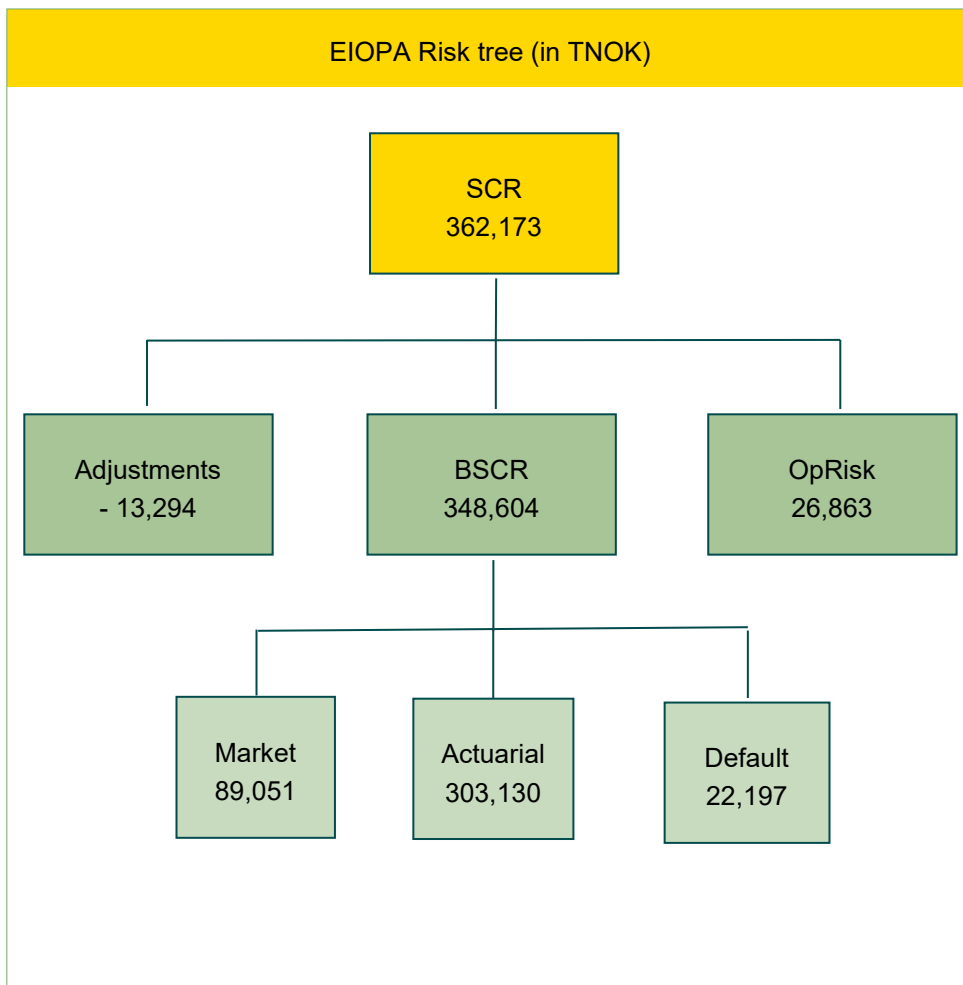 EIOPA Risk tree (in TNOK)
SCR
362,173
Adjustments
- 13,294
BSCR
348,604
OpRisk
26,863
Market
89,051
Actuarial
303,130
Default
22,197